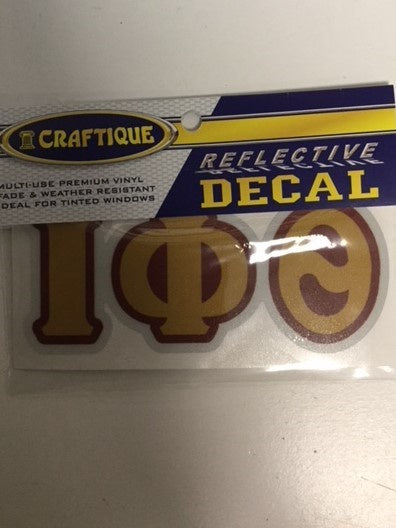 CRAFTIQUE
REFLECTIVE
DECAL
MULTI-USE PREMIUM VINYL
FADE & WEATHER RESISTANT
IDEAL FOR TINTED WINDOWS
ΙΦΘ